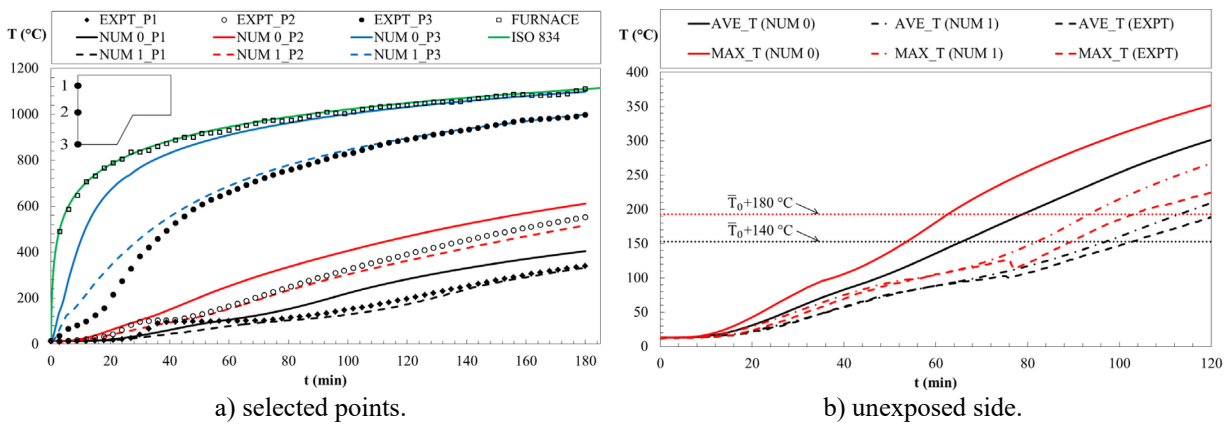 EXPT_P1 EXPT_P2 EXPT_P3 FURNACE
NUM 0_P1 NUM 0_P2 NUM 0_P3 ISO 834
NUM 1_P1 NUM 1_P2 NUM 1_P3
T (°C)
1200
1000
800
600
400
200
0
1
2
3
0 20 40 60 80 100 120 140 160 180
t (min)
a) selected points.
AVE_T (NUM 0) AVE_T (NUM 1) AVE_T (EXPT)
MAX_T (NUM 0) MAX_T (NUM 1) MAX_T (EXPT)
T (°C)
400
350
300
250
200
150
100
50
0
T̅₀+180 °C
T̅₀+140 °C
0 20 40 60 80 100 120
t (min)
b) unexposed side.